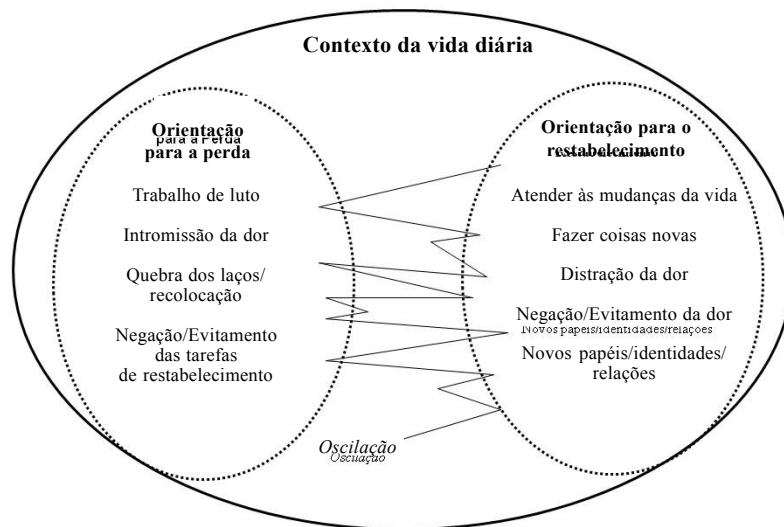 Contexto da vida diária
Orientação
para a Perda
para a perda
Trabalho de luto
Intromissão da dor
Quebra dos laços/
recolocação
Negação/Evitamento
das tarefas
de restabelecimento
Orientação para o
restabelecimento
Atender às mudanças da vida
Fazer coisas novas
Distração da dor
Negação/Evitamento da dor
Novos papéis/identidades/relações
Novos papéis/identidades/
relações
Oscilação